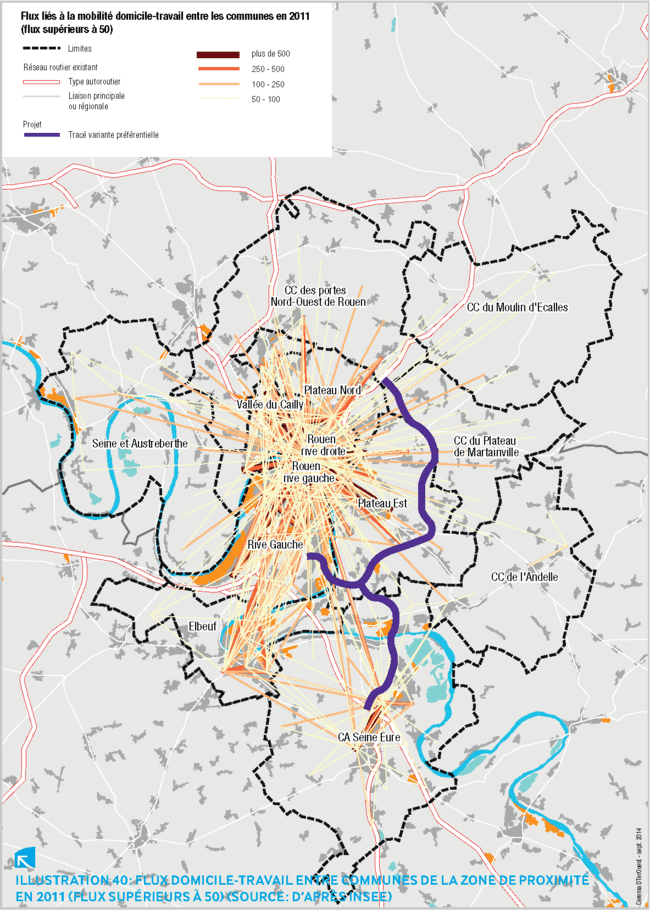 Flux liés à la mobilité domicile-travail entre les communes en 2011
(flux supérieurs à 50)
Limites
Réseau routier existant
Type autoroutier
Liaison principale
ou régionale
Projet
Tracé variante préférentielle
plus de 500
250 - 500
100 - 250
50 - 100
CC des portes
Nord-Ouest de Rouen
CC du Moulin d'Ecalles
Plateau Nord
Vallée du Cailly
Seine et Austreberthe
Rouen
rive droite
CC du Plateau
de Martainville
Rouen
rive gauche
Plateau Est
Rive Gauche
CC de l'Andelle
Elbeuf
CA Seine Eure
Cerema DTerOuest - sept. 2014
ILLUSTRATION 40: FLUX DOMICILE-TRAVAIL ENTRE COMMUNES DE LA ZONE DE PROXIMITÉ
EN 2011 (FLUX SUPÉRIEURS À 50) (SOURCE: D'APRÈS INSEE)